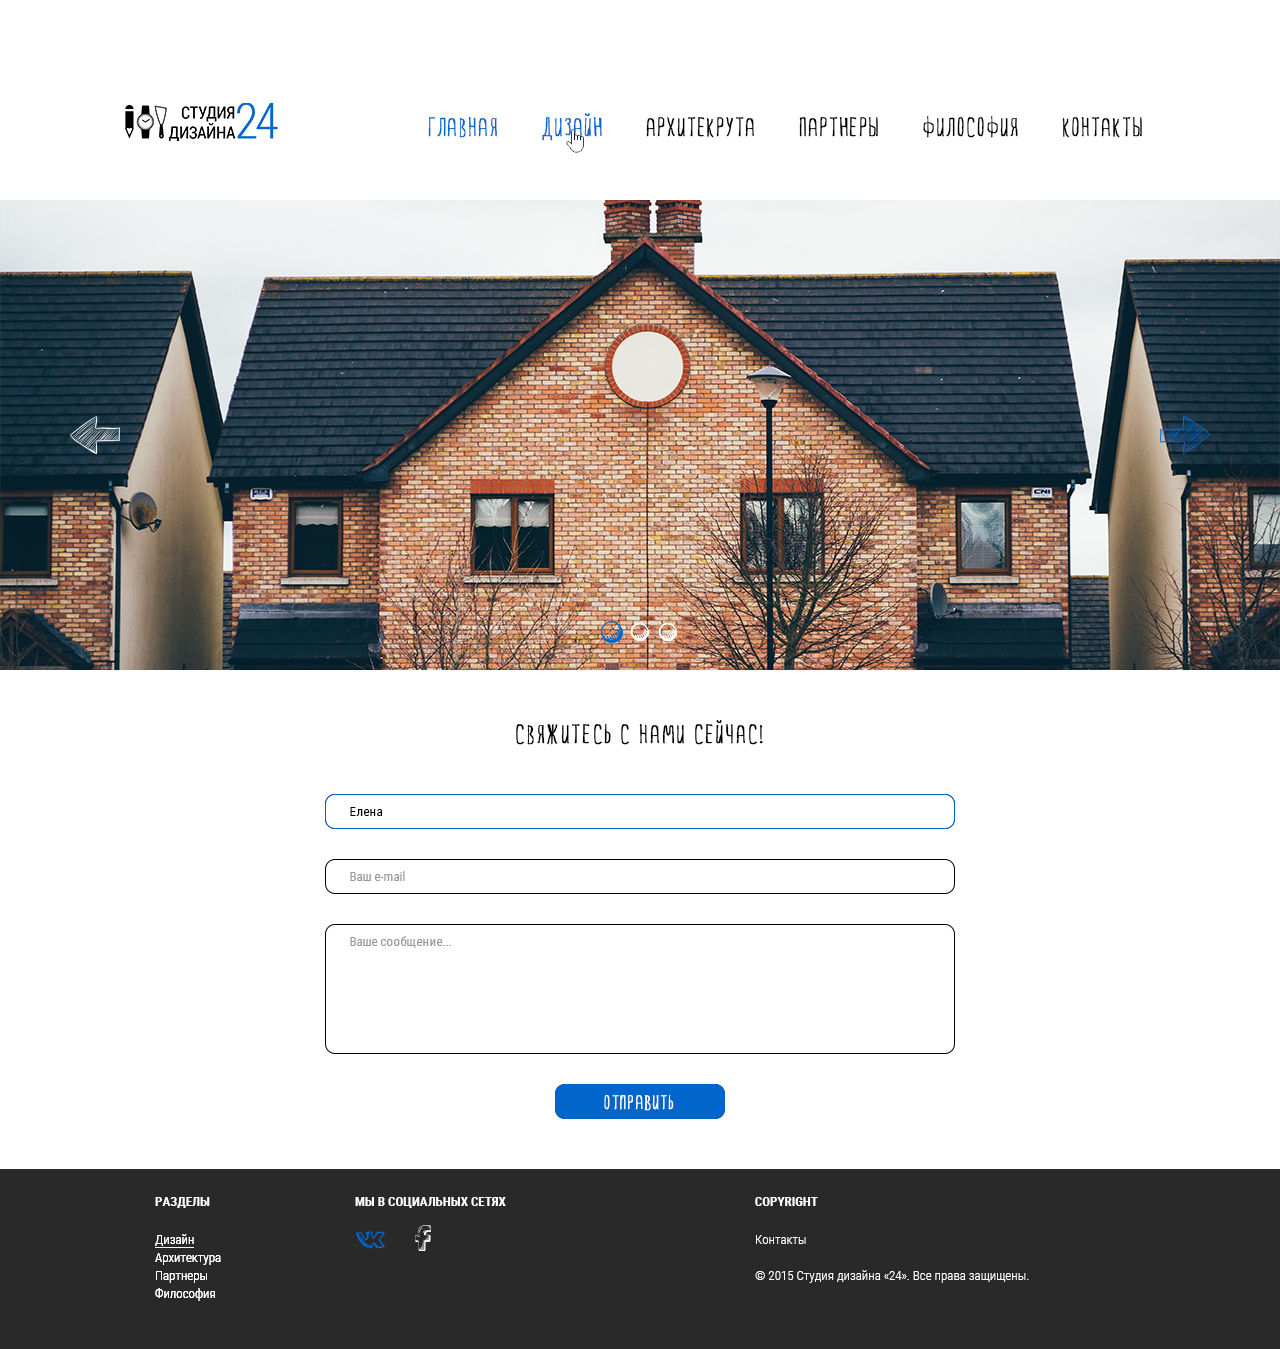 СТУДИЯ
ДИЗАЙНА 24
ГЛАВНАЯ ДИЗАЙН АРХИТЕКРУТА ПАРТНЕРЫ ФИЛОСОФИЯ КОНТАКТЫ
CNI
СВЯЖИТЕСЬ С НАМИ СЕЙЧАС!
Елена
Ваш e-mail
Ваше сообщение...
ОТПРАВИТЬ
РАЗДЕЛЫ
Дизайн
Архитектура
Партнеры
Философия
МЫ В СОЦИАЛЬНЫХ СЕТЯХ
COPYRIGHT
Контакты
© 2015 Студия дизайна «24». Все права защищены.